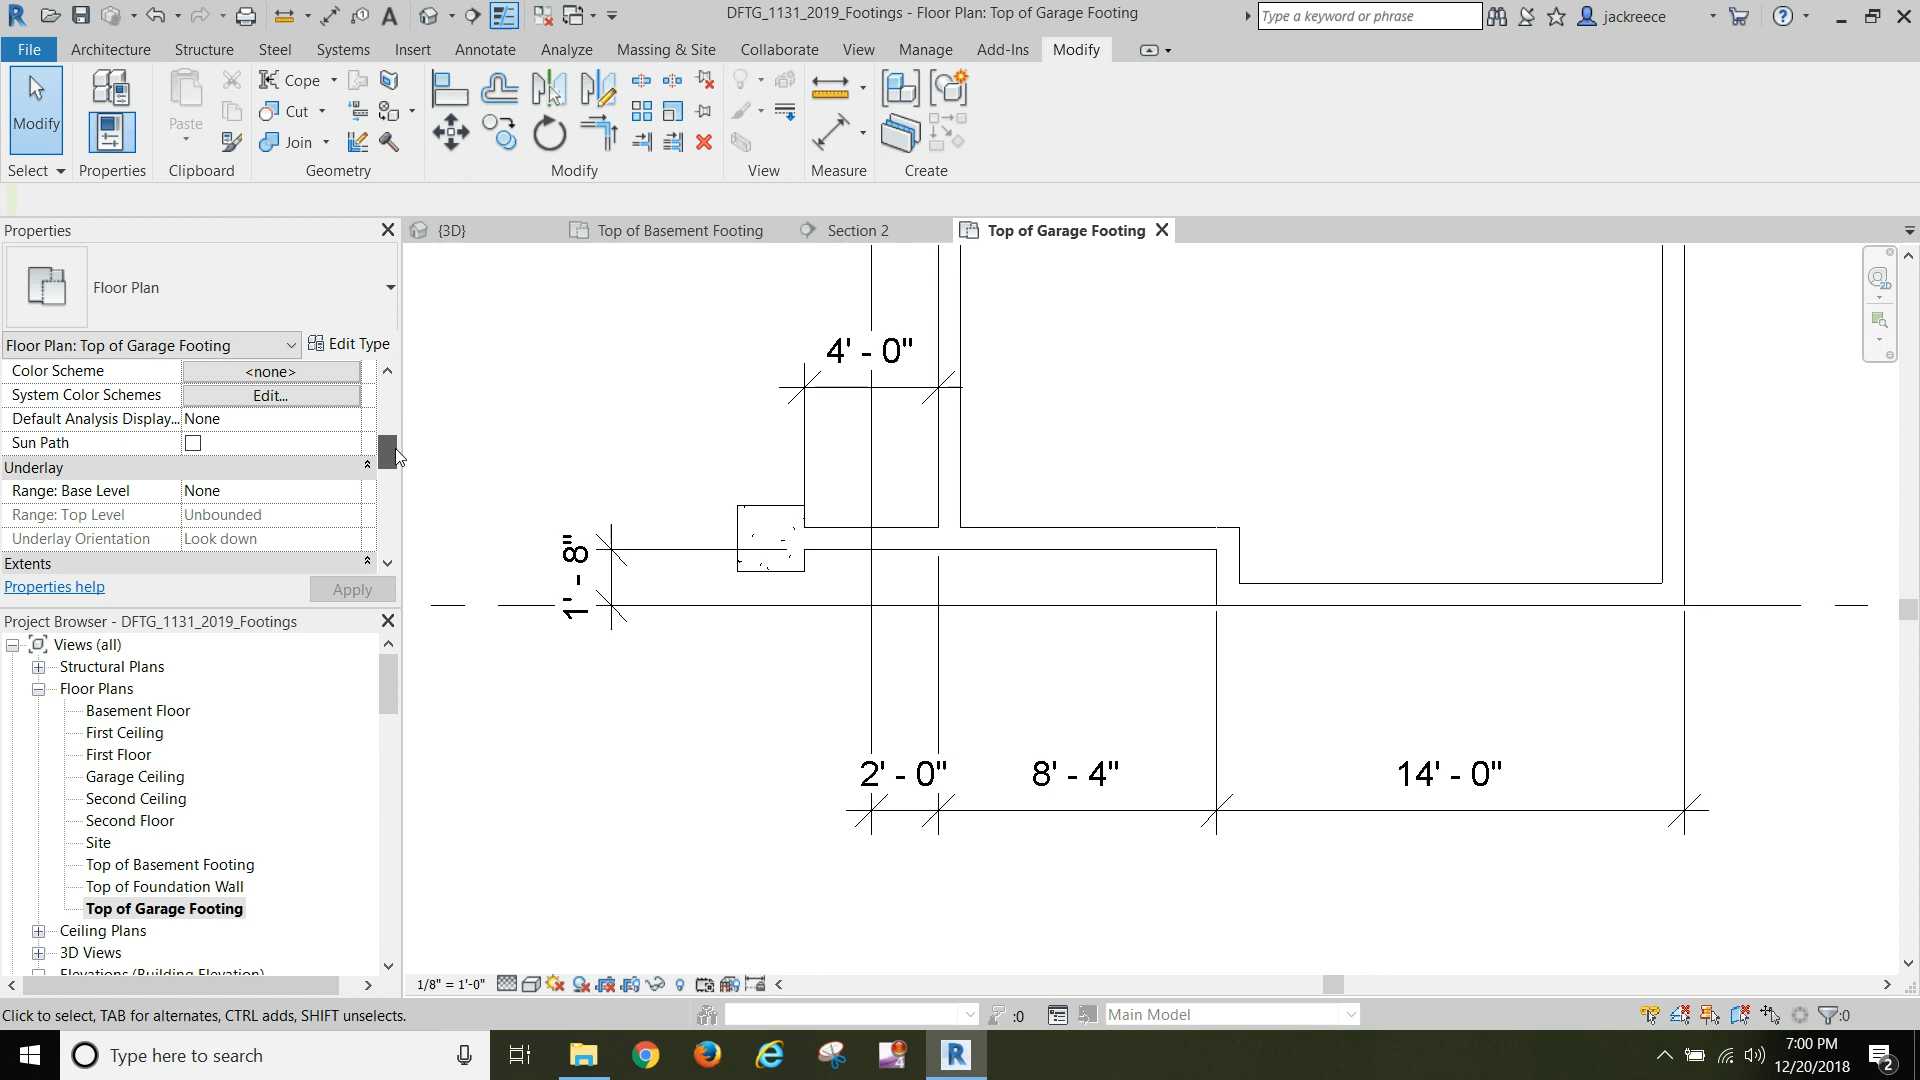 DFTG_1131_2019_Footings - Floor Plan: Top of Garage Footing
Type a keyword or phrase
jackreece
File
Architecture
Structure
Steel
Systems
Insert
Annotate
Analyze
Massing & Site
Collaborate
View
Manage
Add-Ins
Modify
Modify
Paste
Cope
Cut
Join
Select
Properties
Clipboard
Geometry
Modify
View
Measure
Create
Properties
Floor Plan
Floor Plan: Top of Garage Footing
Edit Type
Color Scheme
<none>
System Color Schemes
Edit...
Default Analysis Display...
None
Sun Path
Underlay
Range: Base Level
None
Range: Top Level
Unbounded
Underlay Orientation
Look down
Extents
Properties help
Apply
Project Browser - DFTG_1131_2019_Footings
Views (all)
Structural Plans
Floor Plans
Basement Floor
First Ceiling
First Floor
Garage Ceiling
Second Ceiling
Second Floor
Site
Top of Basement Footing
Top of Foundation Wall
Top of Garage Footing
Ceiling Plans
3D Views
Elevations (Building Elevation)
{3D}
Top of Basement Footing
Section 2
Top of Garage Footing
2D
4' - 0"
1' - 8"
2' - 0"
8' - 4"
14' - 0"
1/8" = 1'-0"
Click to select, TAB for alternates, CTRL adds, SHIFT unselects.
:0
Main Model
:0
Type here to search
7:00 PM
12/20/2018
2